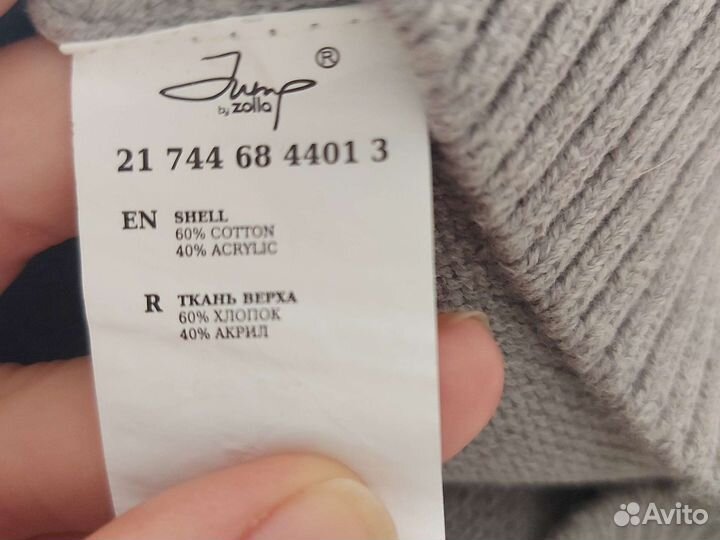 Jump®
by zolla
21 744 68 4401 3
EN SHELL
60% COTTON
40% ACRYLIC
R ТКАНЬ ВЕРХА
60% ХЛОПОК
40% АКРИЛ
Avito